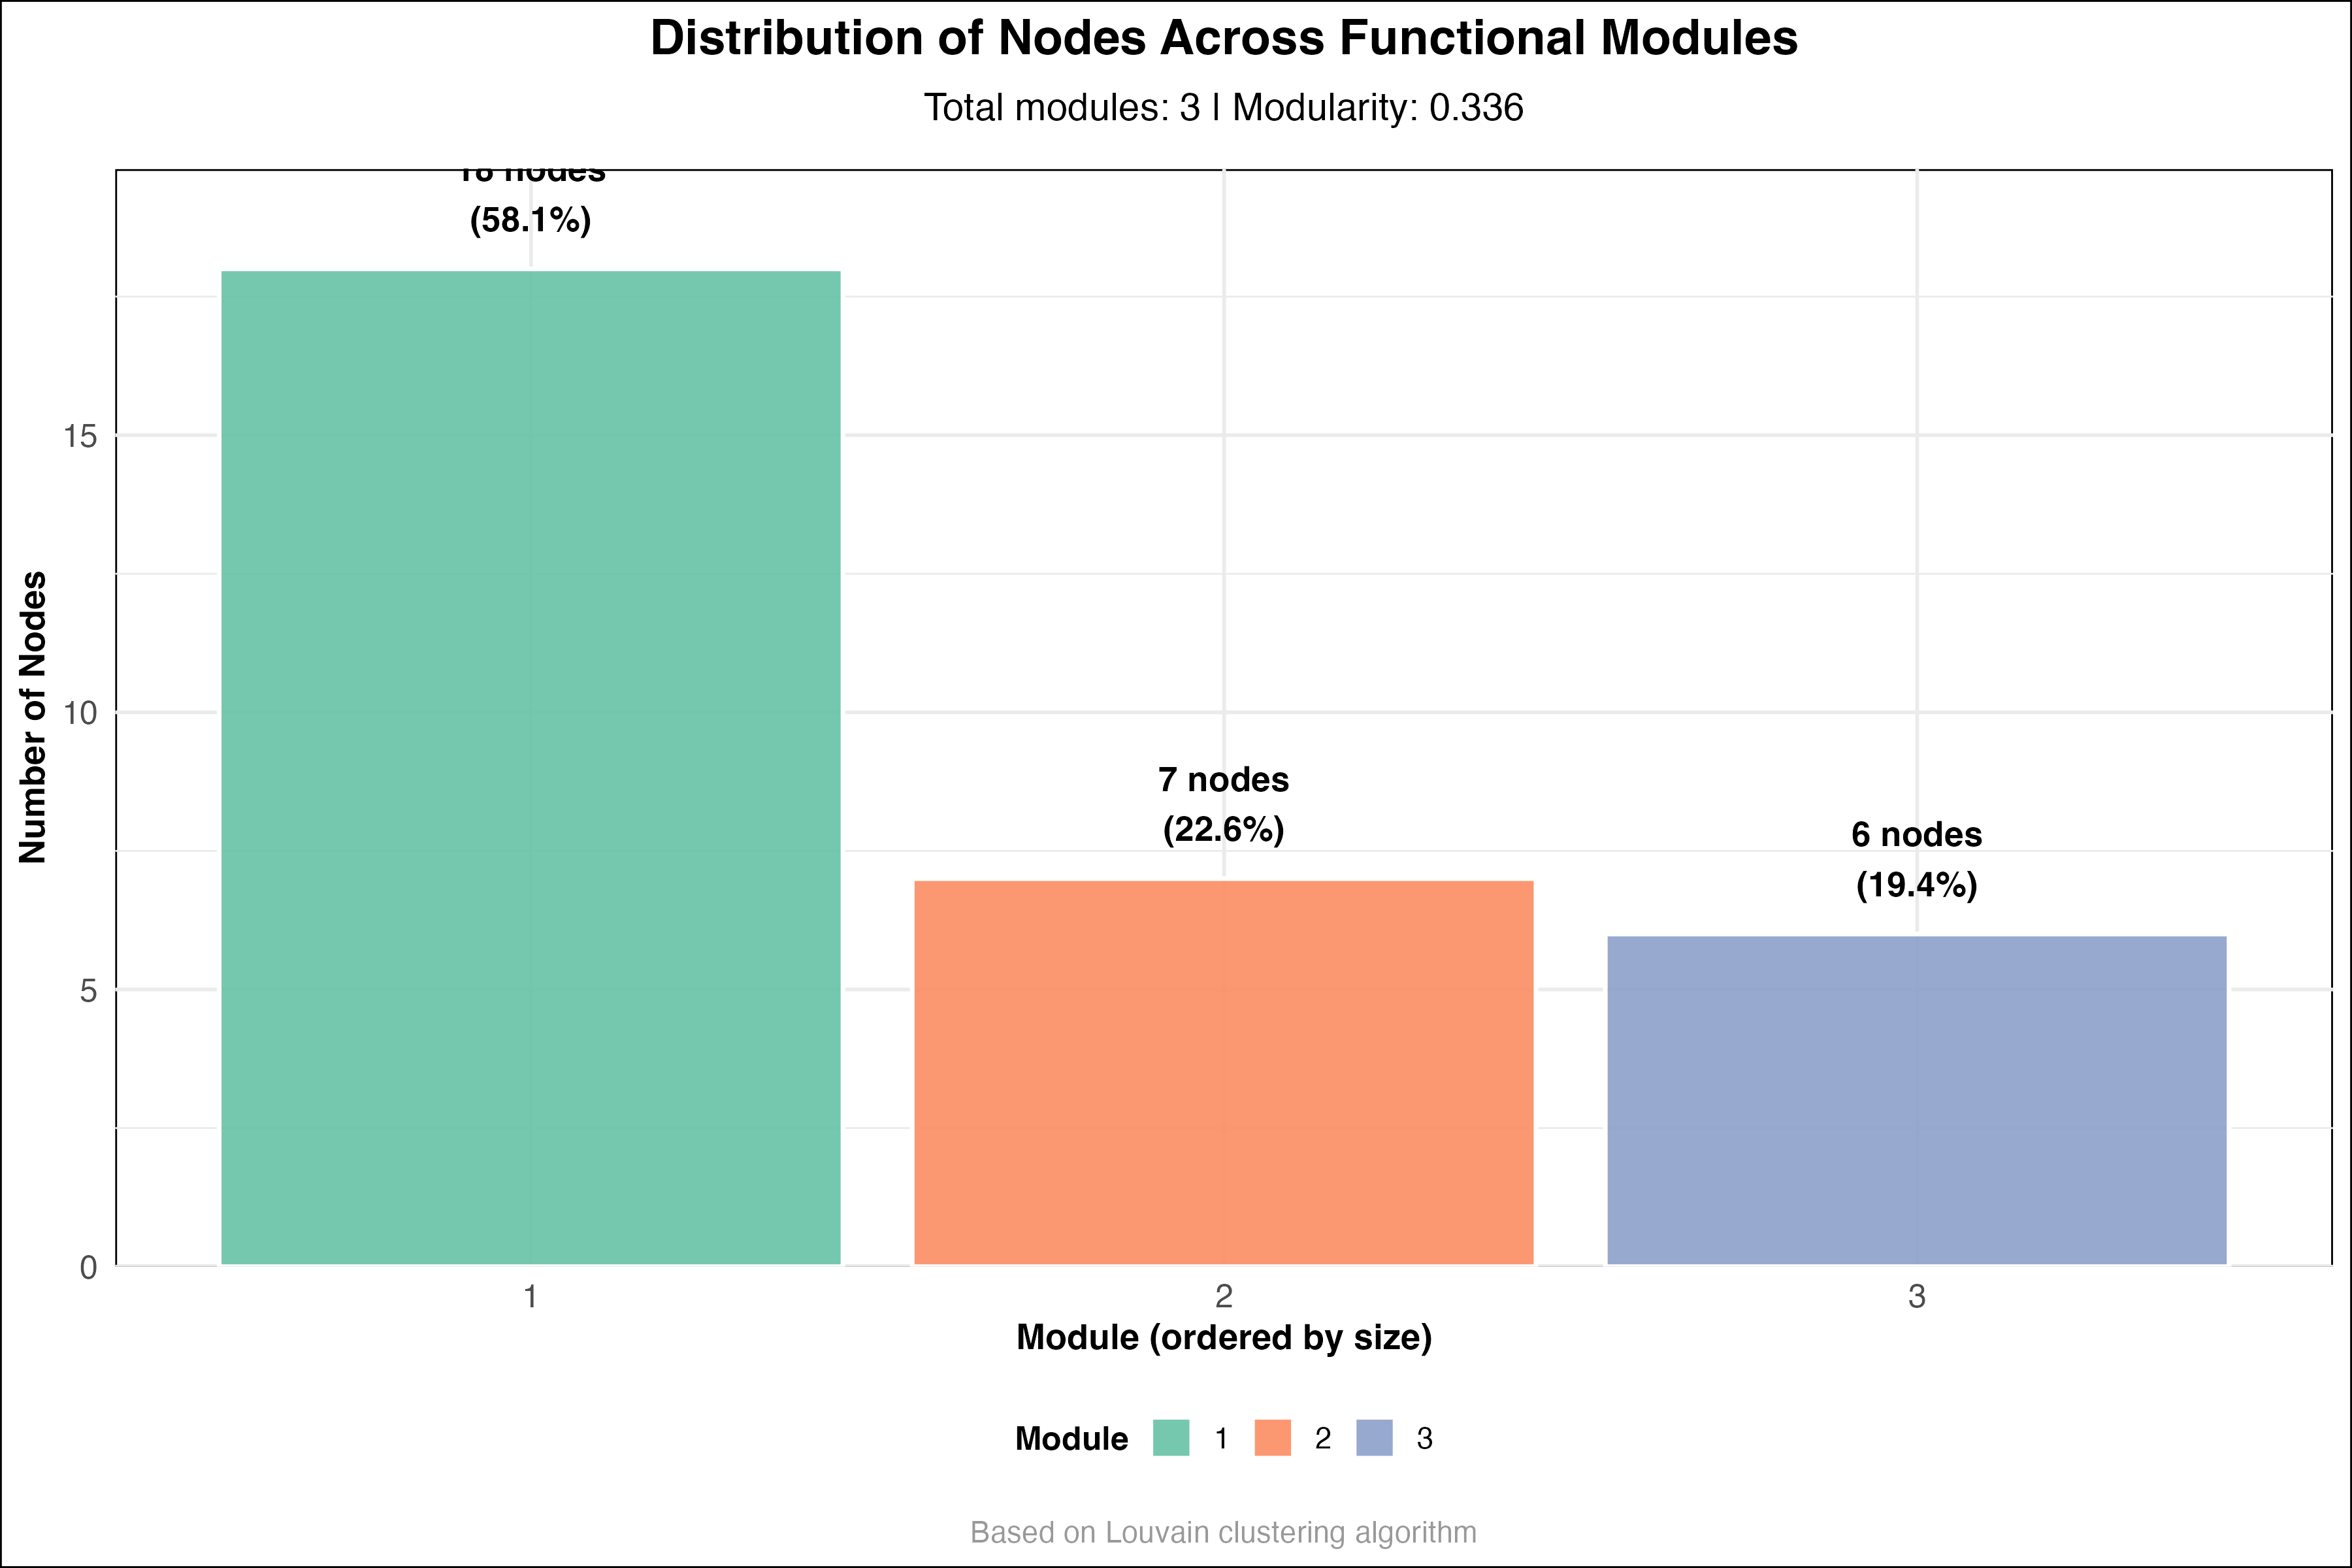 Distribution of Nodes Across Functional Modules
Total modules: 3 | Modularity: 0.336
18 nodes
(58.1%)
15
10
5
0
Number of Nodes
7 nodes
(22.6%)
6 nodes
(19.4%)
1
2
3
Module (ordered by size)
Module 1 2 3
Based on Louvain clustering algorithm